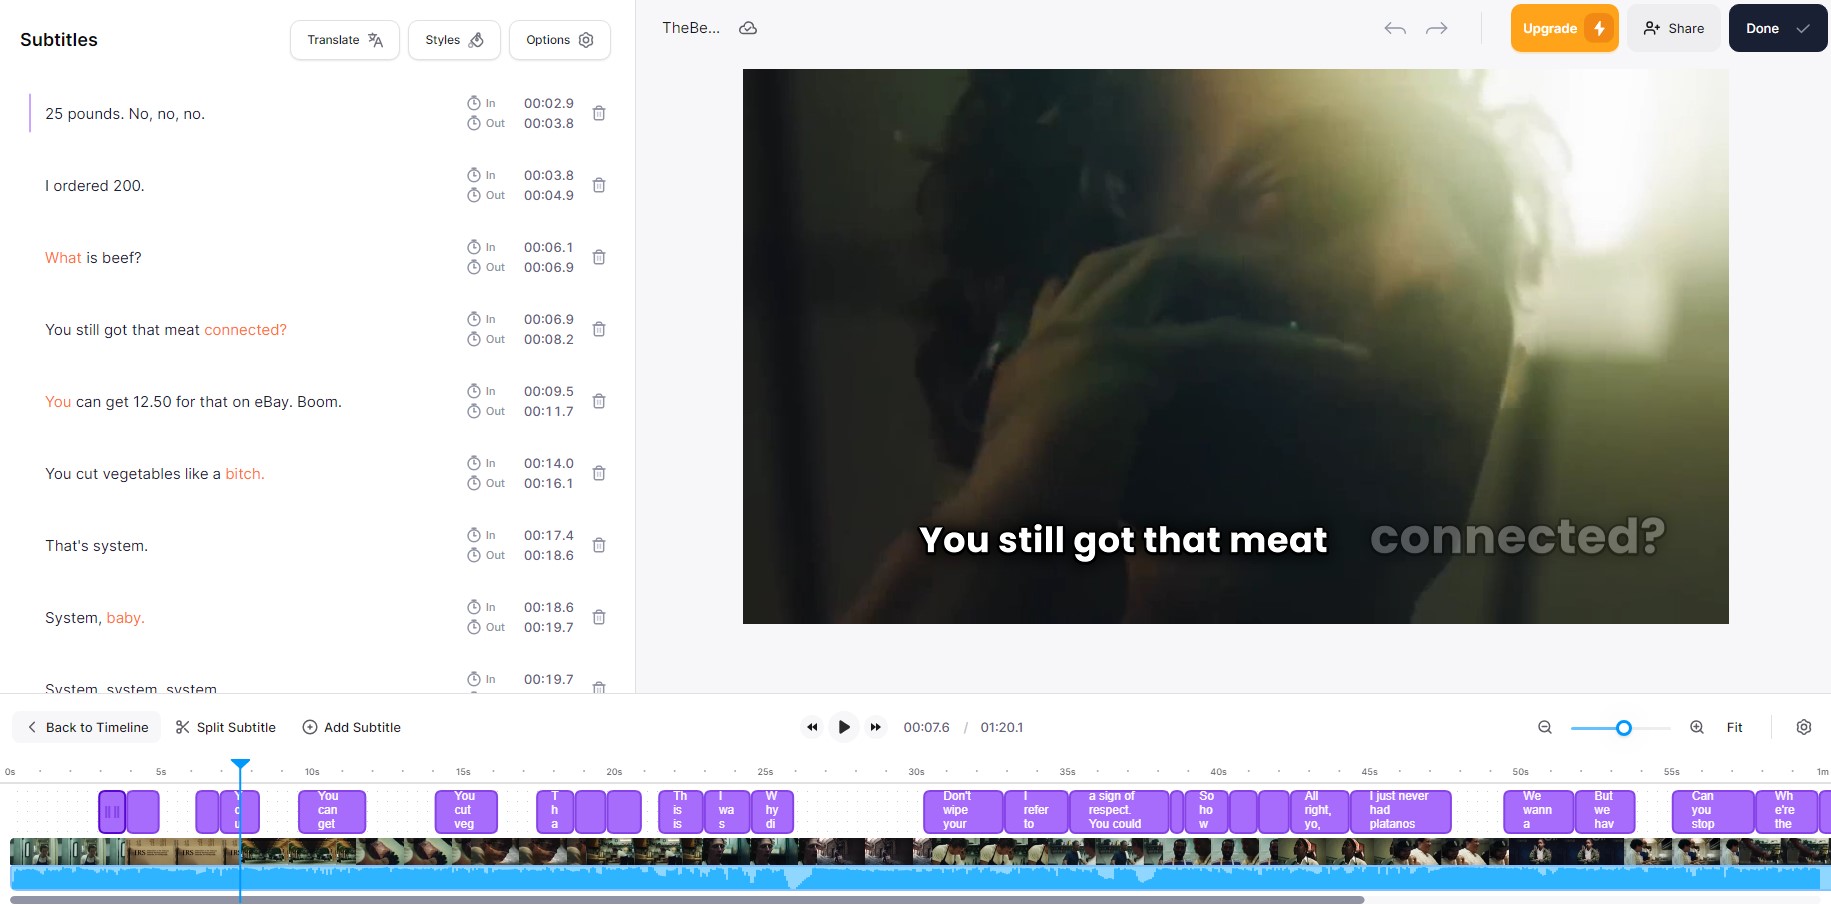 Subtitles
Translate
Styles
Options
TheBe...
Upgrade
Share
Done
25 pounds. No, no, no.
In 00:02.9
Out 00:03.8
I ordered 200.
In 00:03.8
Out 00:04.9
What is beef?
In 00:06.1
Out 00:06.9
You still got that meat connected?
In 00:06.9
Out 00:08.2
You can get 12.50 for that on eBay. Boom.
In 00:09.5
Out 00:11.7
You cut vegetables like a bitch.
In 00:14.0
Out 00:16.1
That's system.
In 00:17.4
Out 00:18.6
System, baby.
In 00:18.6
Out 00:19.7
System, system, system
In 00:19.7
You still got that meat connected?
Back to Timeline
Split Subtitle
Add Subtitle
00:07.6 / 01:20.1
Fit
0s 5s 10s 15s 20s 25s 30s 35s 40s 45s 50s 55s 1m
You
can
get
You
cut
veg
T
h
a
Th
is
is
I
wa
s
W
hy
di
Don't
wipe
your
I
refer
to
a sign of
respect.
You could
So
ho
w
All
right,
yo,
I just never
had
platanos
We
wann
a
But
we
hav
Can
you
stop
Wh
e're
the